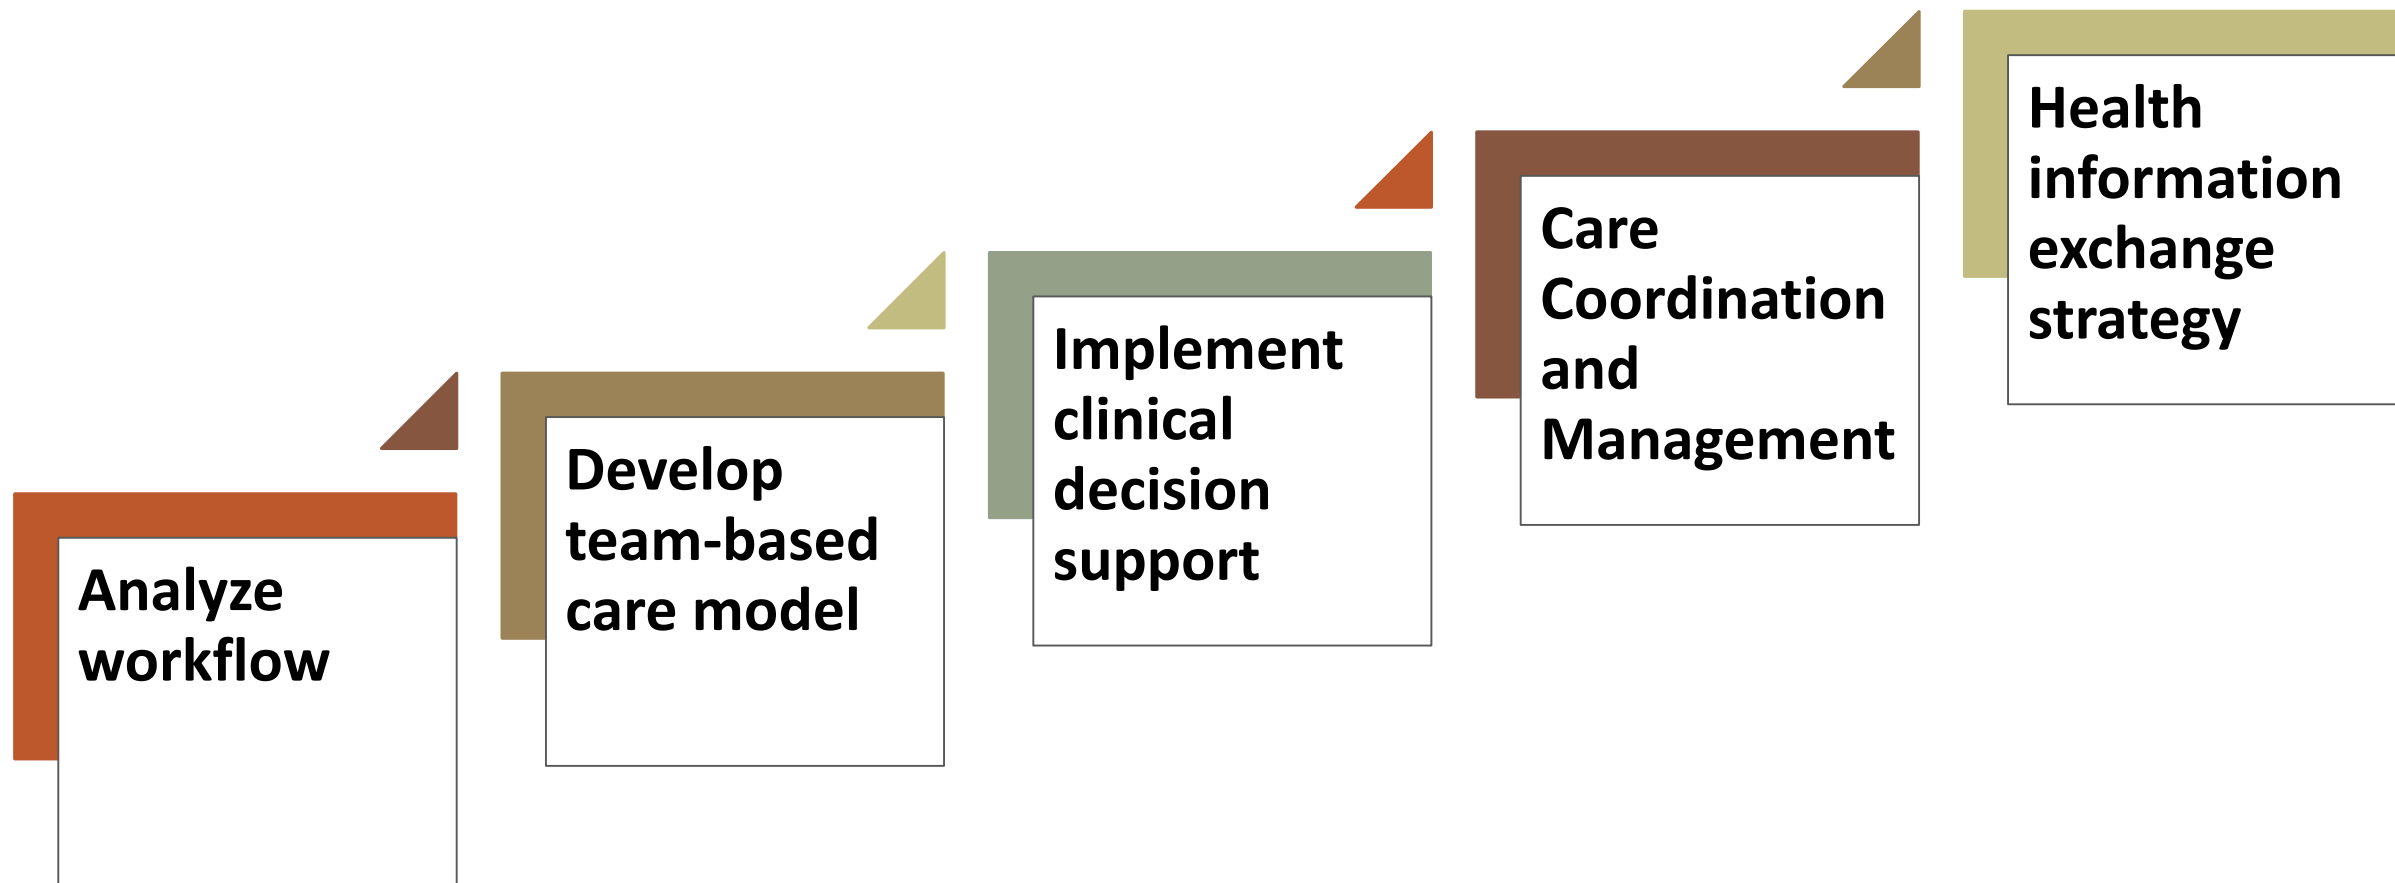 Analyze
workflow
Develop
team-based
care model
Implement
clinical
decision
support
Care
Coordination
and
Management
Health
information
exchange
strategy